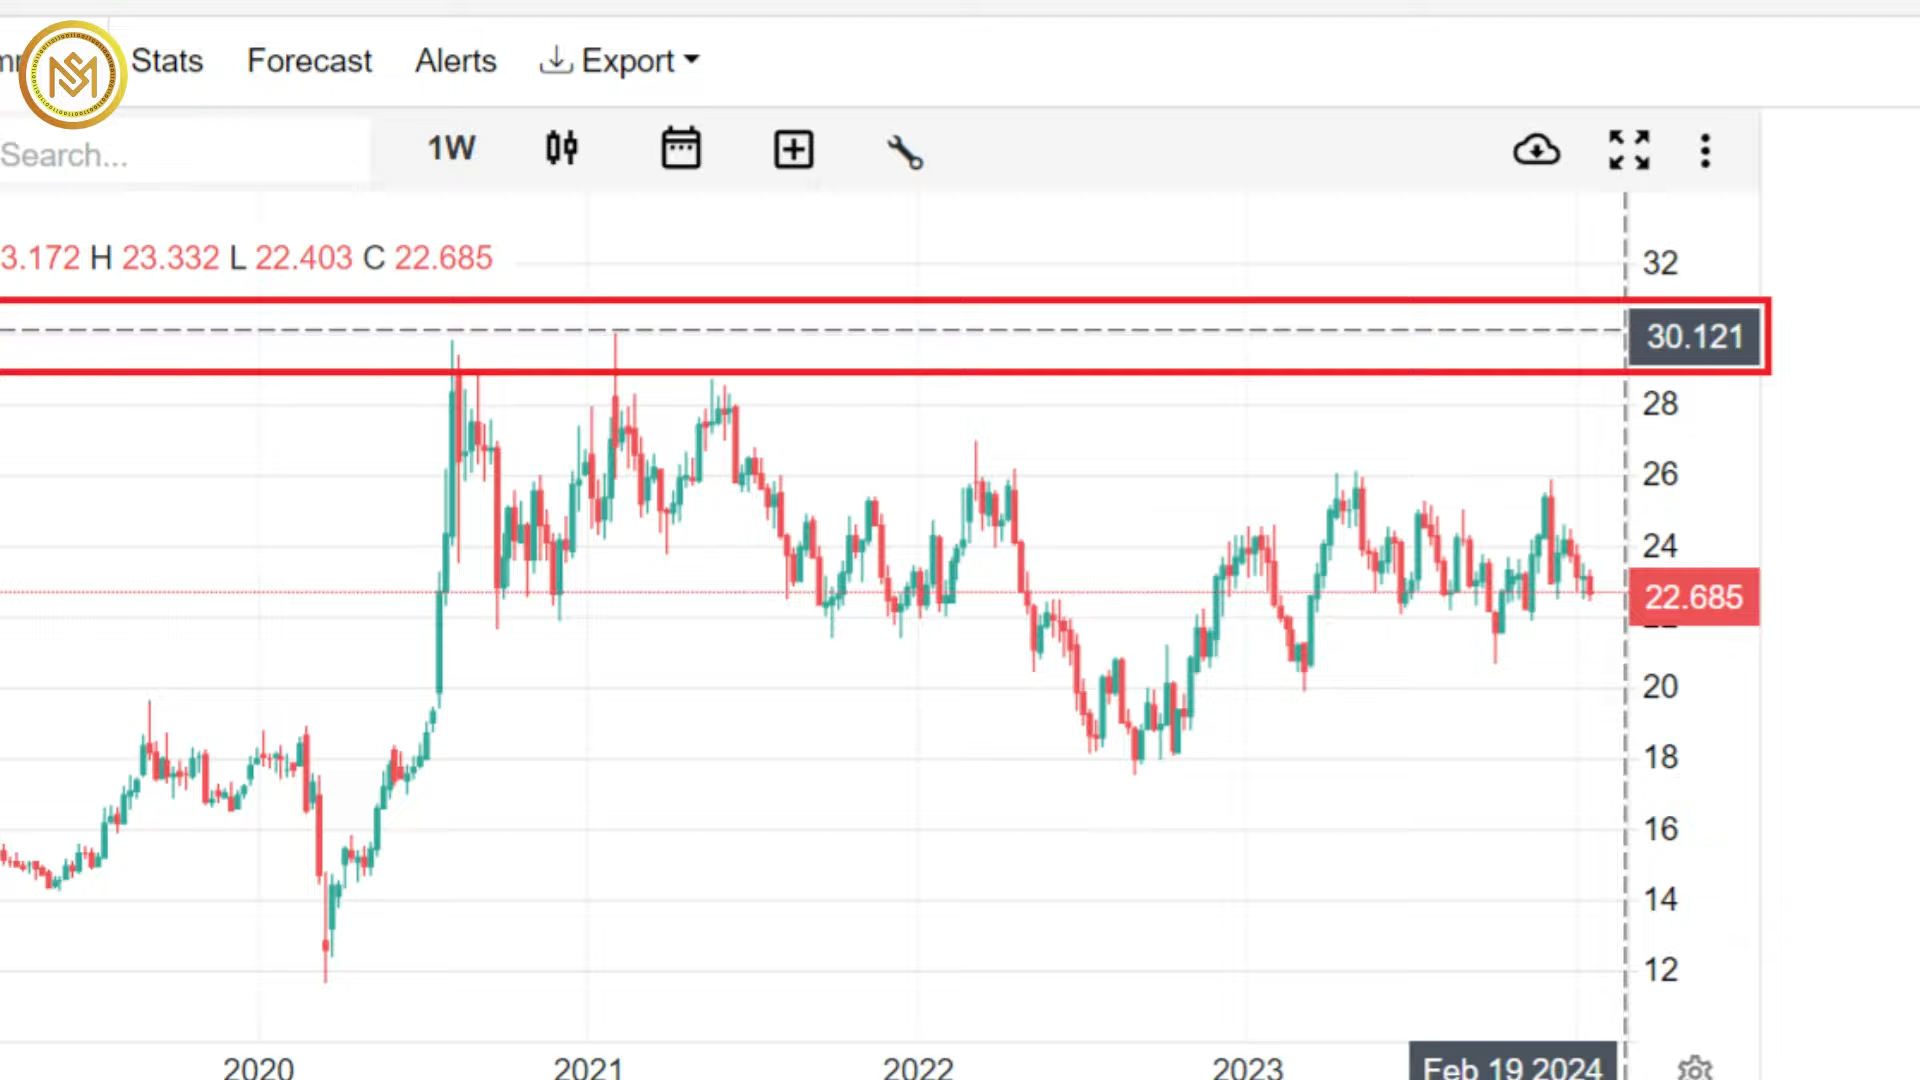 Stats Forecast Alerts Export
Search... 1W
3.172 H 23.332 L 22.403 C 22.685
32
30.121
28
26
24
22.685
20
18
16
14
12
2020 2021 2022 2023 Feb 19 2024